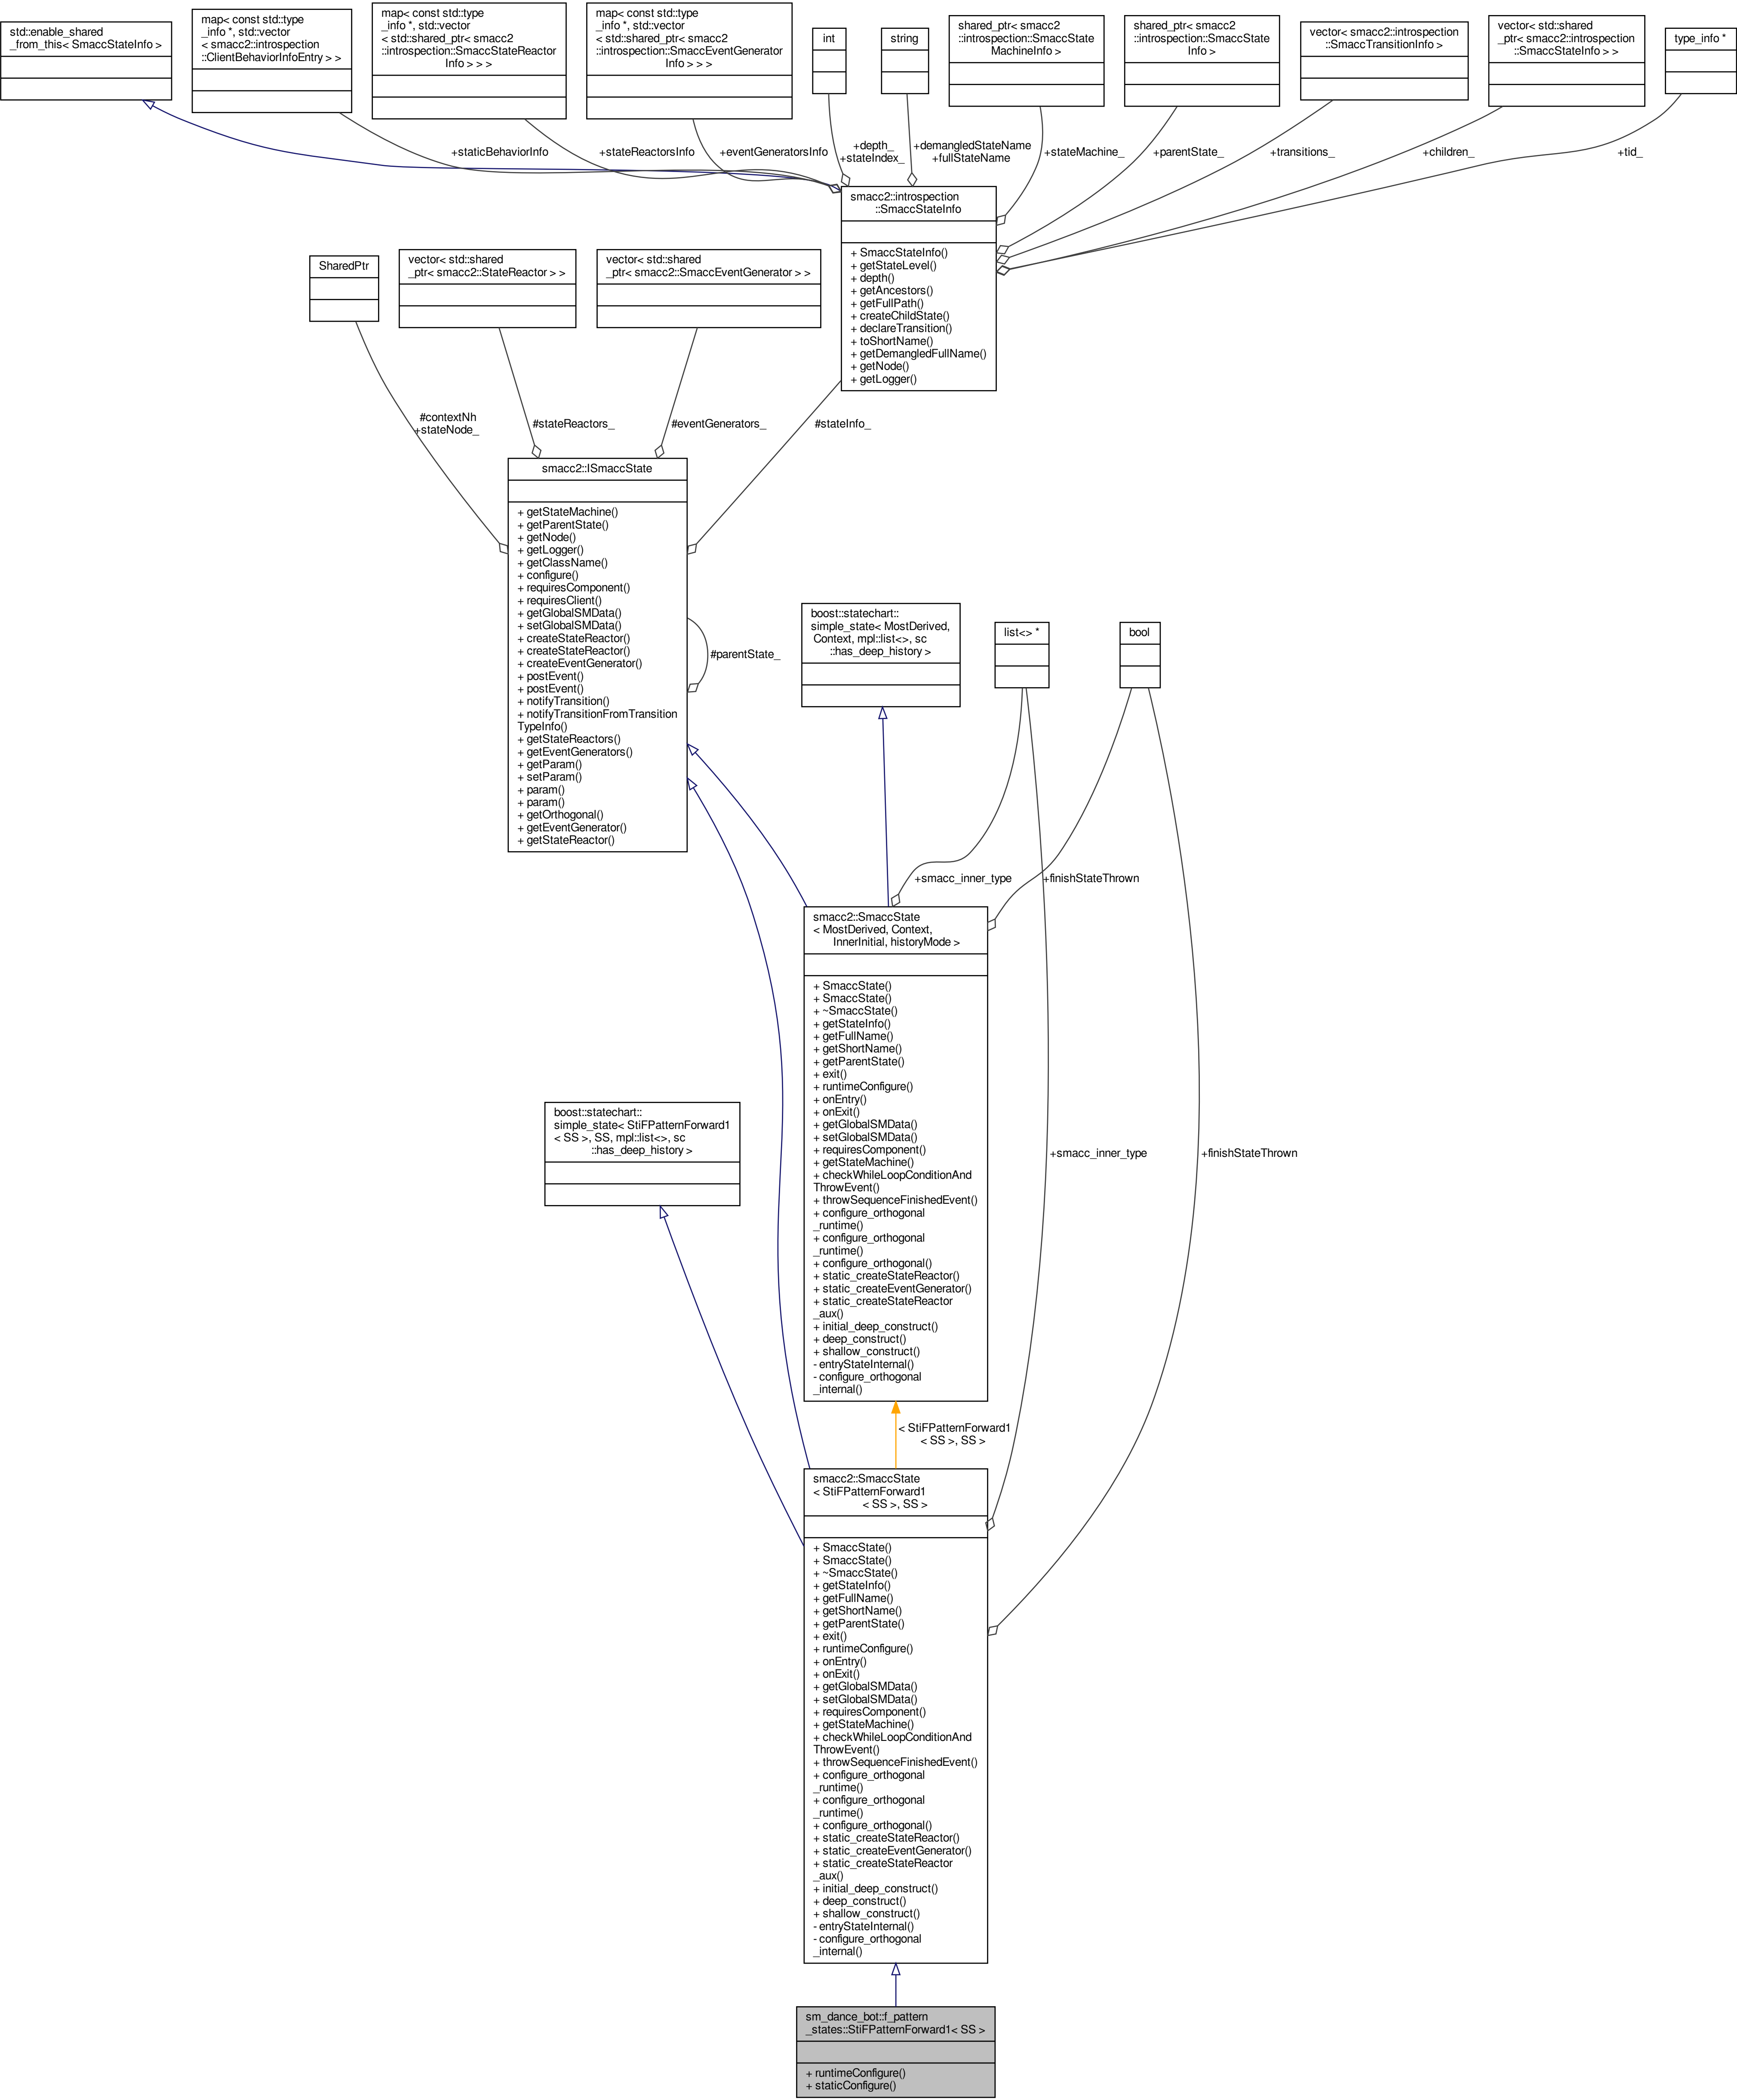 std::enable_shared
_from_this< SmaccStateInfo >
map< const std::type
_info *, std::vector
< smacc2::introspection
::ClientBehaviorInfoEntry > >
map< const std::type
_info *, std::vector
< std::shared_ptr< smacc2
::introspection::SmaccStateReactor
Info > > >
map< const std::type
_info *, std::vector
< std::shared_ptr< smacc2
::introspection::SmaccEventGenerator
Info > > >
int
string
shared_ptr< smacc2
::introspection::SmaccState
MachineInfo >
shared_ptr< smacc2
::introspection::SmaccState
Info >
vector< smacc2::introspection
::SmaccTransitionInfo >
vector< std::shared
_ptr< smacc2::introspection
::SmaccStateInfo > >
type_info *
+staticBehaviorInfo
+stateReactorsInfo
+eventGeneratorsInfo
+depth_
+stateIndex_
+demangledStateName
+fullStateName
+stateMachine_
+parentState_
+transitions_
+children_
+tid_
smacc2::introspection
::SmaccStateInfo
+ SmaccStateInfo()
+ getStateLevel()
+ depth()
+ getAncestors()
+ getFullPath()
+ createChildState()
+ declareTransition()
+ toShortName()
+ getDemangledFullName()
+ getNode()
+ getLogger()
SharedPtr
vector< std::shared
_ptr< smacc2::StateReactor > >
vector< std::shared
_ptr< smacc2::SmaccEventGenerator > >
#contextNh
+stateNode_
#stateReactors_
#eventGenerators_
#stateInfo_
smacc2::ISmaccState
+ getStateMachine()
+ getParentState()
+ getNode()
+ getLogger()
+ getClassName()
+ configure()
+ requiresComponent()
+ requiresClient()
+ getGlobalSMData()
+ setGlobalSMData()
+ createStateReactor()
+ createStateReactor()
+ createEventGenerator()
+ postEvent()
+ postEvent()
+ notifyTransition()
+ notifyTransitionFromTransition
TypeInfo()
+ getStateReactors()
+ getEventGenerators()
+ getParam()
+ setParam()
+ param()
+ param()
+ getOrthogonal()
+ getEventGenerator()
+ getStateReactor()
#parentState_
boost::statechart::
simple_state< MostDerived,
Context, mpl::list<>, sc
::has_deep_history >
list<> *
bool
+smacc_inner_type
+finishStateThrown
smacc2::SmaccState
< MostDerived, Context,
InnerInitial, historyMode >
+ SmaccState()
+ SmaccState()
+ ~SmaccState()
+ getStateInfo()
+ getFullName()
+ getShortName()
+ getParentState()
+ exit()
+ runtimeConfigure()
+ onEntry()
+ onExit()
+ getGlobalSMData()
+ setGlobalSMData()
+ requiresComponent()
+ getStateMachine()
+ checkWhileLoopConditionAnd
ThrowEvent()
+ throwSequenceFinishedEvent()
+ configure_orthogonal
_runtime()
+ configure_orthogonal
_runtime()
+ configure_orthogonal()
+ static_createStateReactor()
+ static_createEventGenerator()
+ static_createStateReactor
_aux()
+ initial_deep_construct()
+ deep_construct()
+ shallow_construct()
- entryStateInternal()
- configure_orthogonal
_internal()
boost::statechart::
simple_state< StiFPatternForward1
< SS >, SS, mpl::list<>, sc
::has_deep_history >
+smacc_inner_type
+finishStateThrown
< StiFPatternForward1
< SS >, SS >
smacc2::SmaccState
< StiFPatternForward1
< SS >, SS >
+ SmaccState()
+ SmaccState()
+ ~SmaccState()
+ getStateInfo()
+ getFullName()
+ getShortName()
+ getParentState()
+ exit()
+ runtimeConfigure()
+ onEntry()
+ onExit()
+ getGlobalSMData()
+ setGlobalSMData()
+ requiresComponent()
+ getStateMachine()
+ checkWhileLoopConditionAnd
ThrowEvent()
+ throwSequenceFinishedEvent()
+ configure_orthogonal
_runtime()
+ configure_orthogonal
_runtime()
+ configure_orthogonal()
+ static_createStateReactor()
+ static_createEventGenerator()
+ static_createStateReactor
_aux()
+ initial_deep_construct()
+ deep_construct()
+ shallow_construct()
- entryStateInternal()
- configure_orthogonal
_internal()
sm_dance_bot::f_pattern
_states::StiFPatternForward1< SS >
+ runtimeConfigure()
+ staticConfigure()